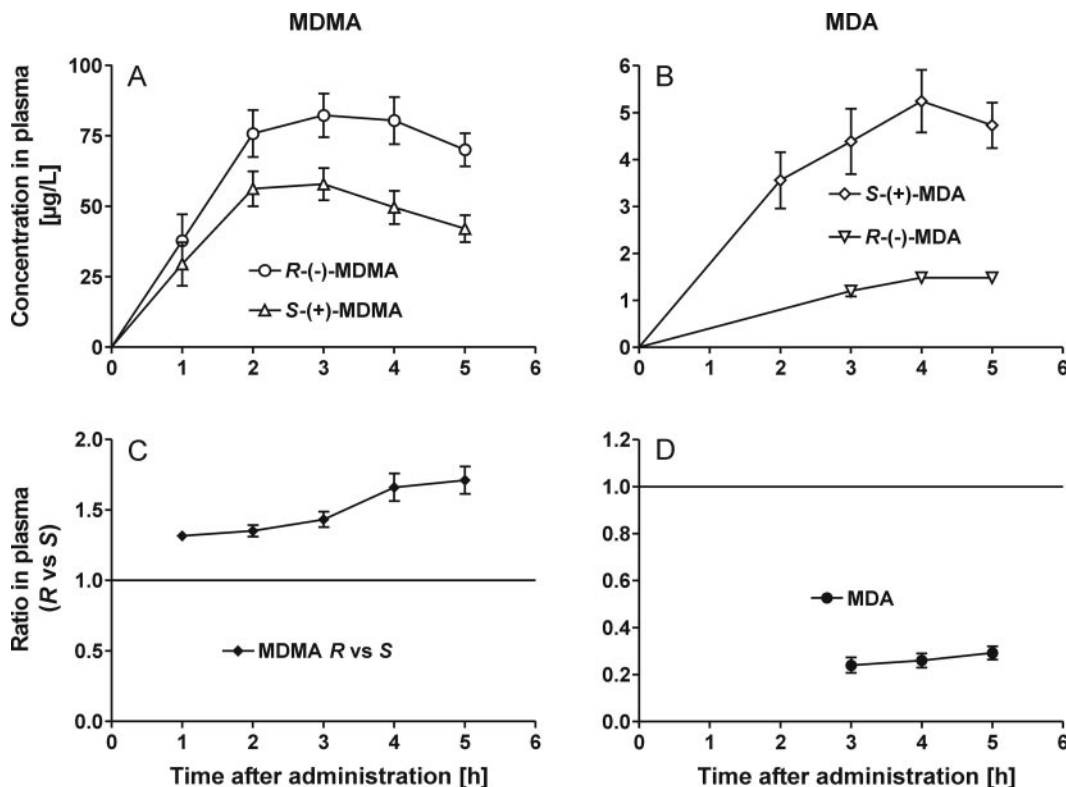 MDMA
MDA
A
B
Concentration in plasma
[µg/L]
100
75
50
25
0
R-(-)-MDMA
S-(+)-MDMA
0 1 2 3 4 5 6
6
5
4
3
2
1
0
S-(+)-MDA
R-(-)-MDA
0 1 2 3 4 5 6
C
D
Ratio in plasma
(R vs S)
2.0
1.5
1.0
0.5
0.0
MDMA R vs S
0 1 2 3 4 5 6
Time after administration [h]
1.2
1.0
0.8
0.6
0.4
0.2
0.0
MDA
0 1 2 3 4 5 6
Time after administration [h]